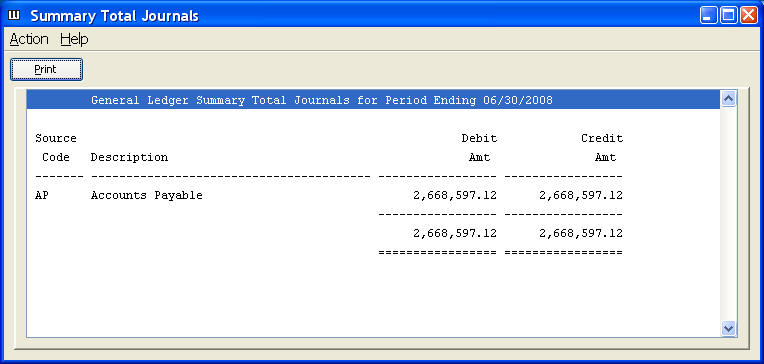 Summary Total Journals
Action Help
Print
General Ledger Summary Total Journals for Period Ending 06/30/2008
Source Debit Credit
Code Description Amt Amt
------- ---------------------------------------- ----------------- -----------------
AP Accounts Payable 2,668,597.12 2,668,597.12
----------------- -----------------
2,668,597.12 2,668,597.12
================= =================